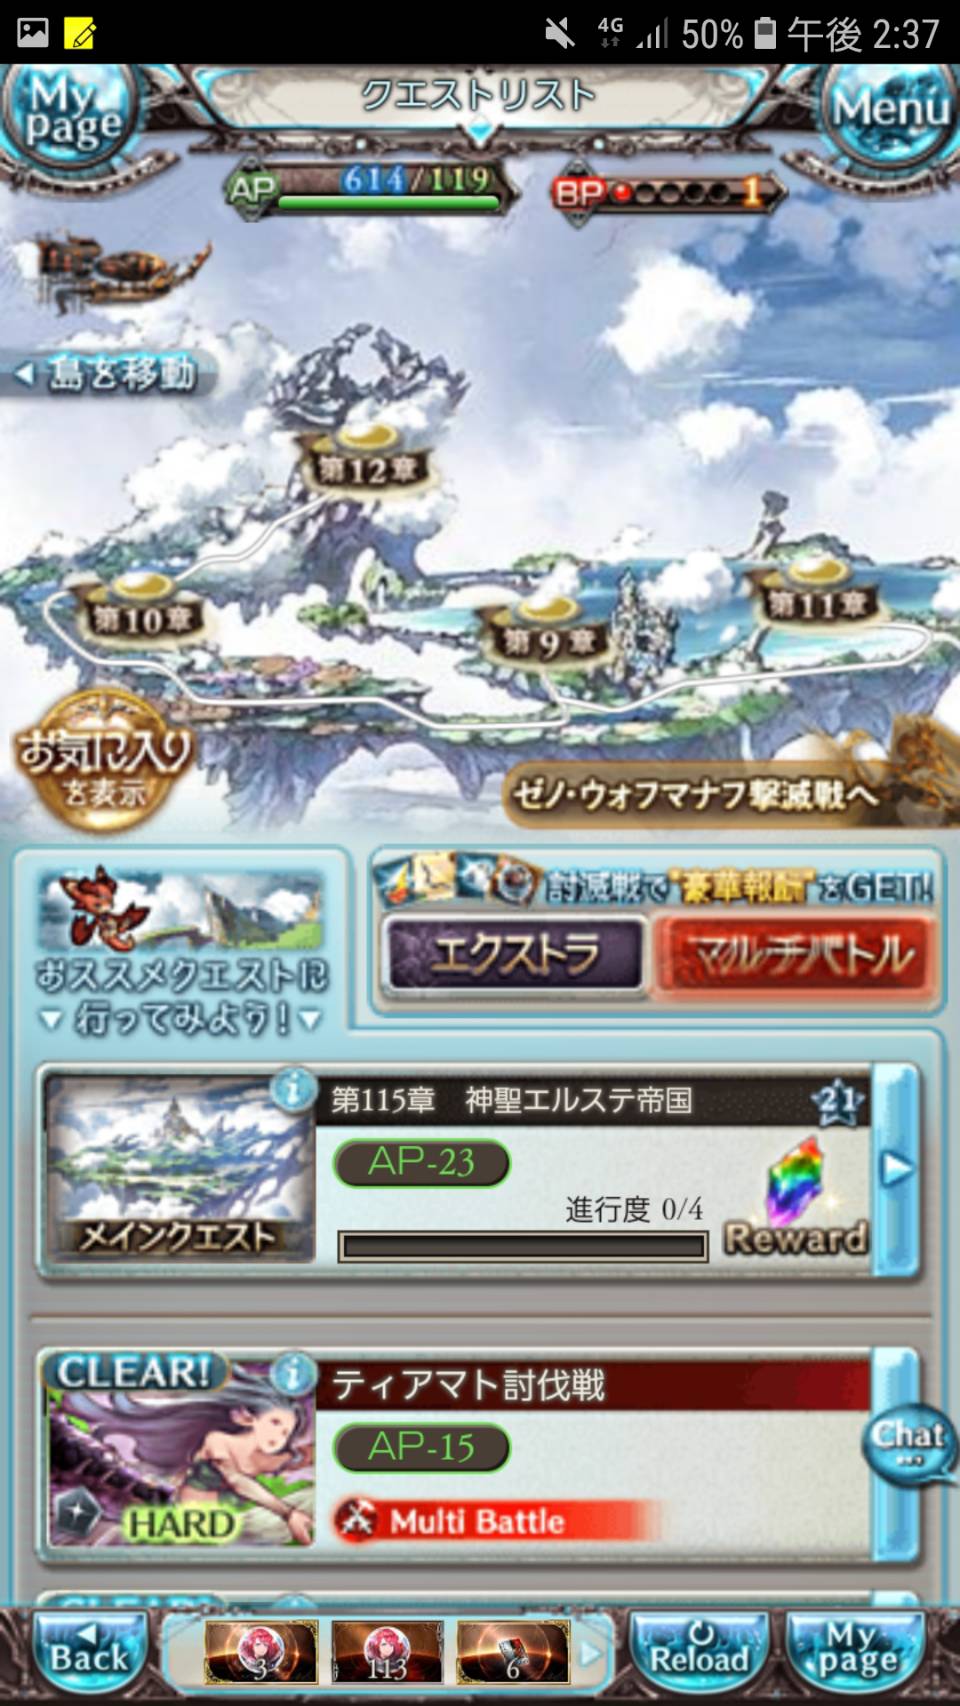 50% 午後 2:37
4G
My page
クエストリスト
Menu
AP 614/119
BP 1
島を移動
第12章
第10章
第9章
第11章
お気に入り
を表示
ゼノ・ウォフマナフ撃滅戦へ
討滅戦で"豪華報酬"をGET!
エクストラ
マルチバトル
おススメクエストに
▼ 行ってみよう! ▼
第115章 神聖エルステ帝国
21
AP-23
進行度 0/4
メインクエスト
Reward
CLEAR!
ティアマト討伐戦
AP-15
HARD
Multi Battle
Chat
...
CLEAR!
Back
3
113
6
Reload
My page